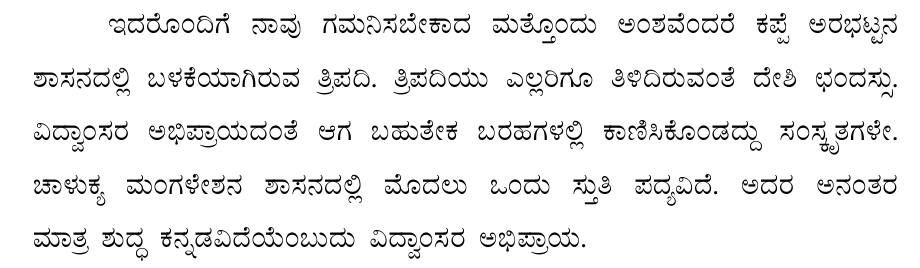 ಇದರೊಂದಿಗೆ ನಾವು ಗಮನಿಸಬೇಕಾದ ಮತ್ತೊಂದು ಅಂಶವೆಂದರೆ ಕಪ್ಪೆ ಅರಭಟ್ಟನ
ಶಾಸನದಲ್ಲಿ ಬಳಕೆಯಾಗಿರುವ ತ್ರಿಪದಿ. ತ್ರಿಪದಿಯು ಎಲ್ಲರಿಗೂ ತಿಳಿದಿರುವಂತೆ ದೇಶಿ ಛಂದಸ್ಸು.
ವಿದ್ವಾಂಸರ ಅಭಿಪ್ರಾಯದಂತೆ ಆಗ ಬಹುತೇಕ ಬರಹಗಳಲ್ಲಿ ಕಾಣಿಸಿಕೊಂಡದ್ದು ಸಂಸ್ಕೃತಗಳೇ.
ಚಾಳುಕ್ಯ ಮಂಗಳೇಶನ ಶಾಸನದಲ್ಲಿ ಮೊದಲು ಒಂದು ಸ್ತುತಿ ಪದ್ಯವಿದೆ. ಅದರ ಅನಂತರ
ಮಾತ್ರ ಶುದ್ಧ ಕನ್ನಡವಿದೆಯೆಂಬುದು ವಿದ್ವಾಂಸರ ಅಭಿಪ್ರಾಯ.